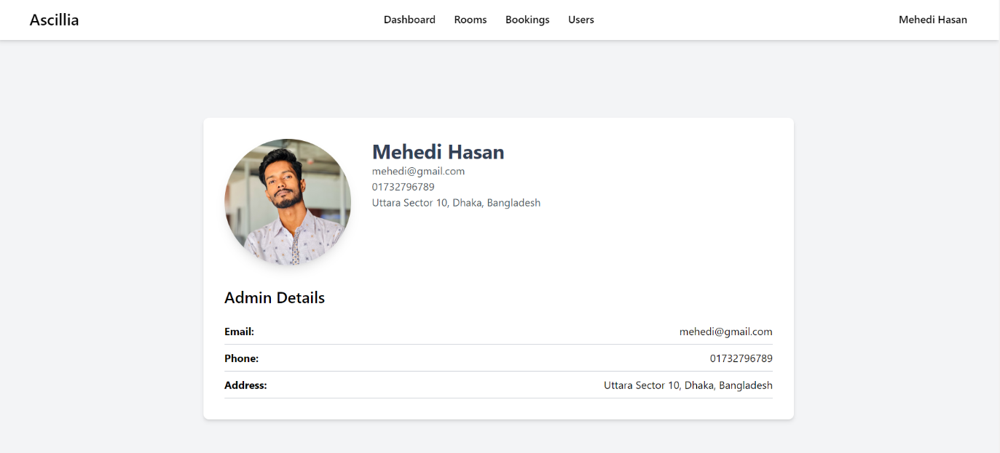 Ascillia
Dashboard Rooms Bookings Users
Mehedi Hasan
Mehedi Hasan
mehedi@gmail.com
01732796789
Uttara Sector 10, Dhaka, Bangladesh
Admin Details
Email: mehedi@gmail.com
Phone: 01732796789
Address: Uttara Sector 10, Dhaka, Bangladesh